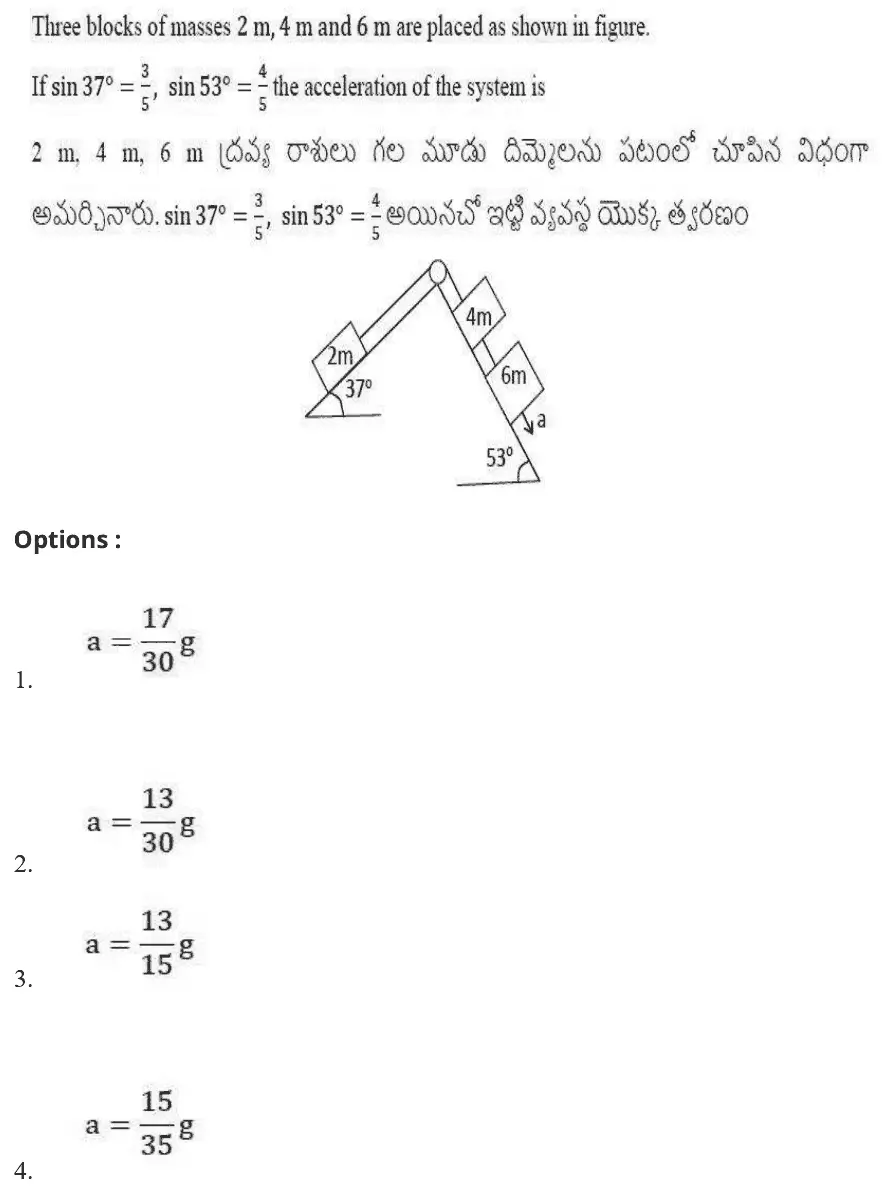 Three blocks of masses 2 m, 4 m and 6 m are placed as shown in figure.
If sin 37° = 3/5, sin 53° = 4/5 the acceleration of the system is
2 m, 4 m, 6 m ద్రవ్య రాశులు గల మూడు దిమ్మెలను పటంలో చూపిన విధంగా
అమర్చినారు. sin 37° = 3/5, sin 53° = 4/5 అయినచో ఇట్టి వ్యవస్థ యొక్క త్వరణం
4m
2m
6m
37°
a
53°
Options :
1. a = 17/30 g
2. a = 13/30 g
3. a = 13/15 g
4. a = 15/35 g